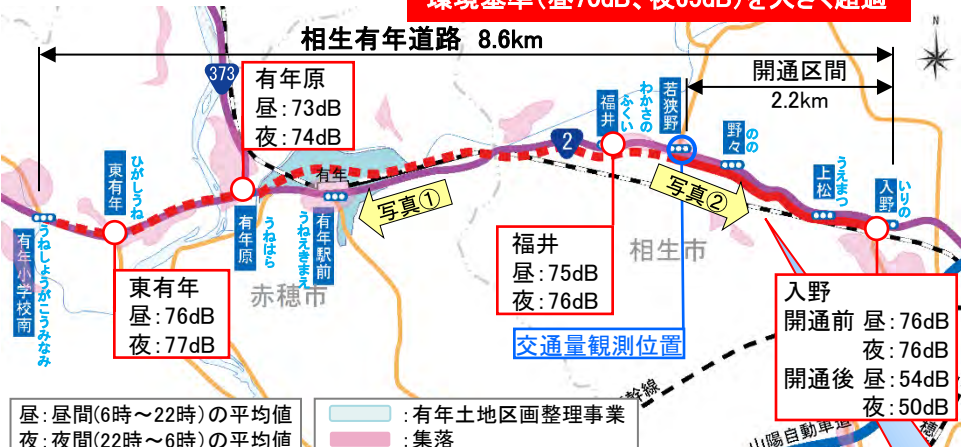 環境基準(昼70dB、夜65dB)を大きく超過
相生有年道路 8.6km
N
開通区間
2.2km
373
有年原
昼:73dB
夜:74dB
若狭野
わかさの
福井
ふくい
2
野々
のの
東有年
ひがしうね
有年
上松
うえまつ
入野
いりの
写真①
写真②
有年小学校南
うねしょうがこうみなみ
有年原
うねはら
有年駅前
うねえきまえ
福井
昼:75dB
夜:76dB
相生市
赤穂市
東有年
昼:76dB
夜:77dB
交通量観測位置
入野
開通前 昼:76dB
夜:76dB
開通後 昼:54dB
夜:50dB
昼:昼間(6時～22時)の平均値
夜:夜間(22時～6時)の平均値
:有年土地区画整理事業
:集落
幹線
山陽自動車道